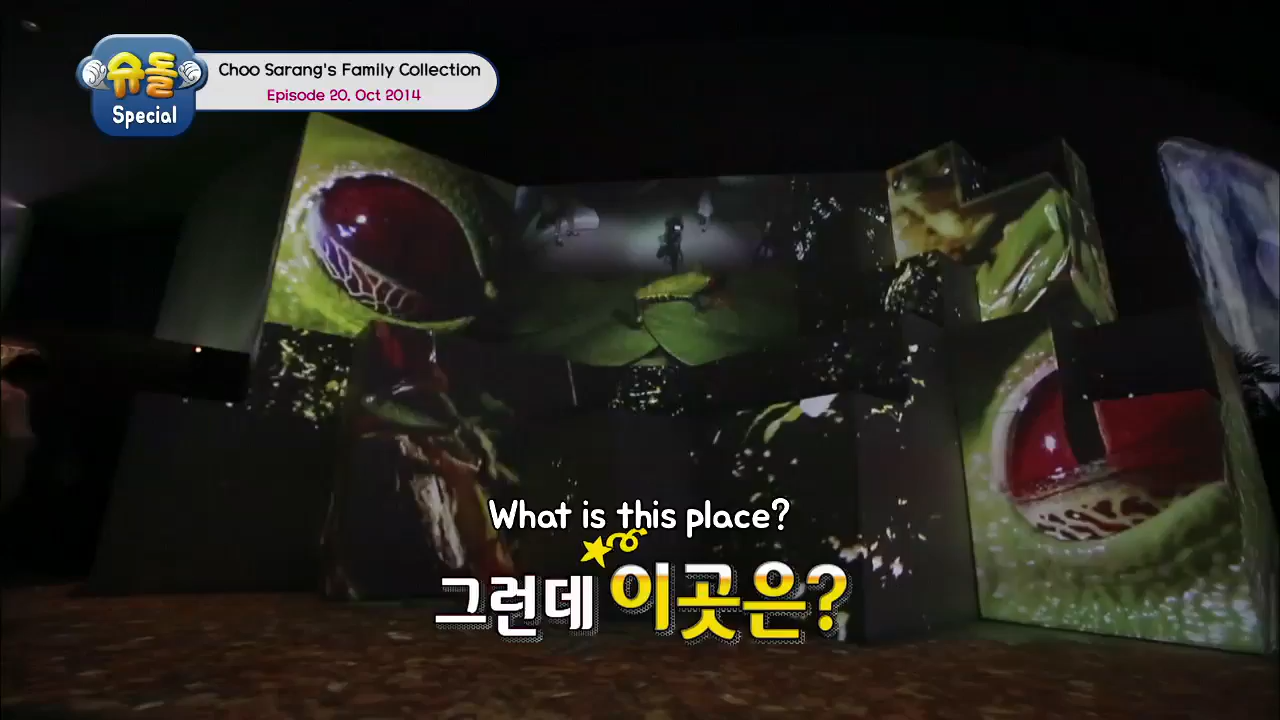 슈돌
Special
Choo Sarang's Family Collection
Episode 20. Oct 2014
What is this place?
그런데 이곳은?